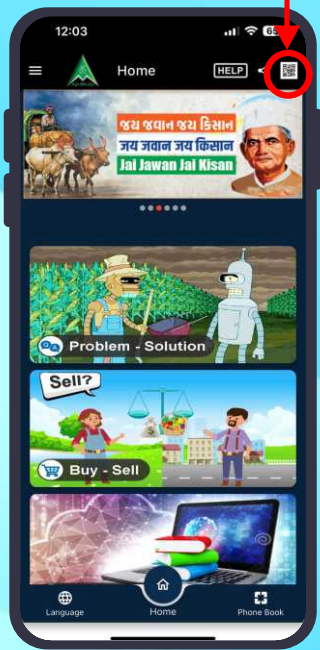 12:03
Home
HELP
જય જવાન જય કિસાન
जय जवान जय किसान
Jai Jawan Jai Kisan
Problem - Solution
Sell?
Buy - Sell
Language
Home
Phone Book